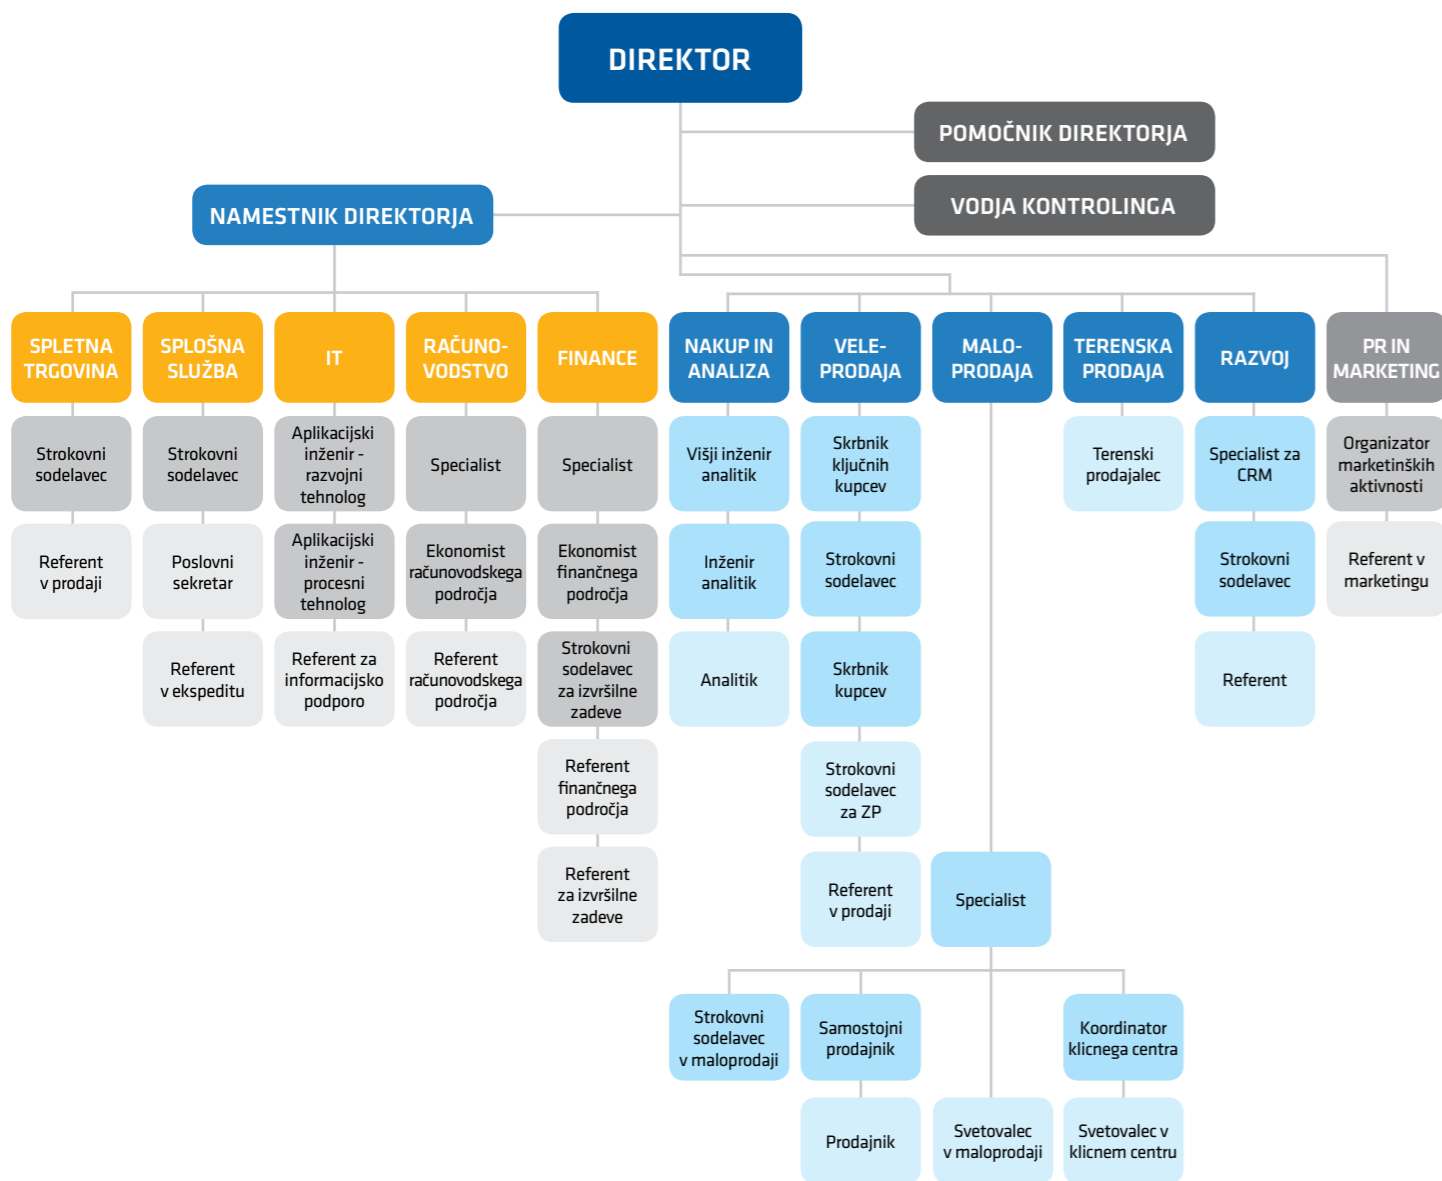 DIREKTOR
POMOČNIK DIREKTORJA
VODJA KONTROLINGA
NAMESTNIK DIREKTORJA
SPLETNA
TRGOVINA
SPLOŠNA
SLUŽBA
IT
RAČUNO-
VODSTVO
FINANCE
NAKUP IN
ANALIZA
VELE-
PRODAJA
MALO-
PRODAJA
TERENSKA
PRODAJA
RAZVOJ
PR IN
MARKETING
Strokovni
sodelavec
Strokovni
sodelavec
Aplikacijski
inženir -
razvojni
tehnolog
Specialist
Specialist
Višji inženir
analitik
Skrbnik
ključnih
kupcev
Terenski
prodajalec
Specialist za
CRM
Organizator
marketinških
aktivnosti
Referent
v prodaji
Poslovni
sekretar
Aplikacijski
inženir -
procesni
tehnolog
Ekonomist
računovodskega
področja
Ekonomist
finančnega
področja
Inženir
analitik
Strokovni
sodelavec
Strokovni
sodelavec
Referent v
marketingu
Referent
v ekspeditu
Referent za
informacijsko
podporo
Referent
računovodskega
področja
Strokovni
sodelavec
za izvršilne
zadeve
Analitik
Skrbnik
kupcev
Referent
Referent
finančnega
področja
Strokovni
sodelavec
za ZP
Referent
za izvršilne
zadeve
Referent
v prodaji
Specialist
Strokovni
sodelavec
v maloprodaji
Samostojni
prodajnik
Koordinator
klicnega centra
Prodajnik
Svetovalec
v maloprodaji
Svetovalec v
klicnem centru